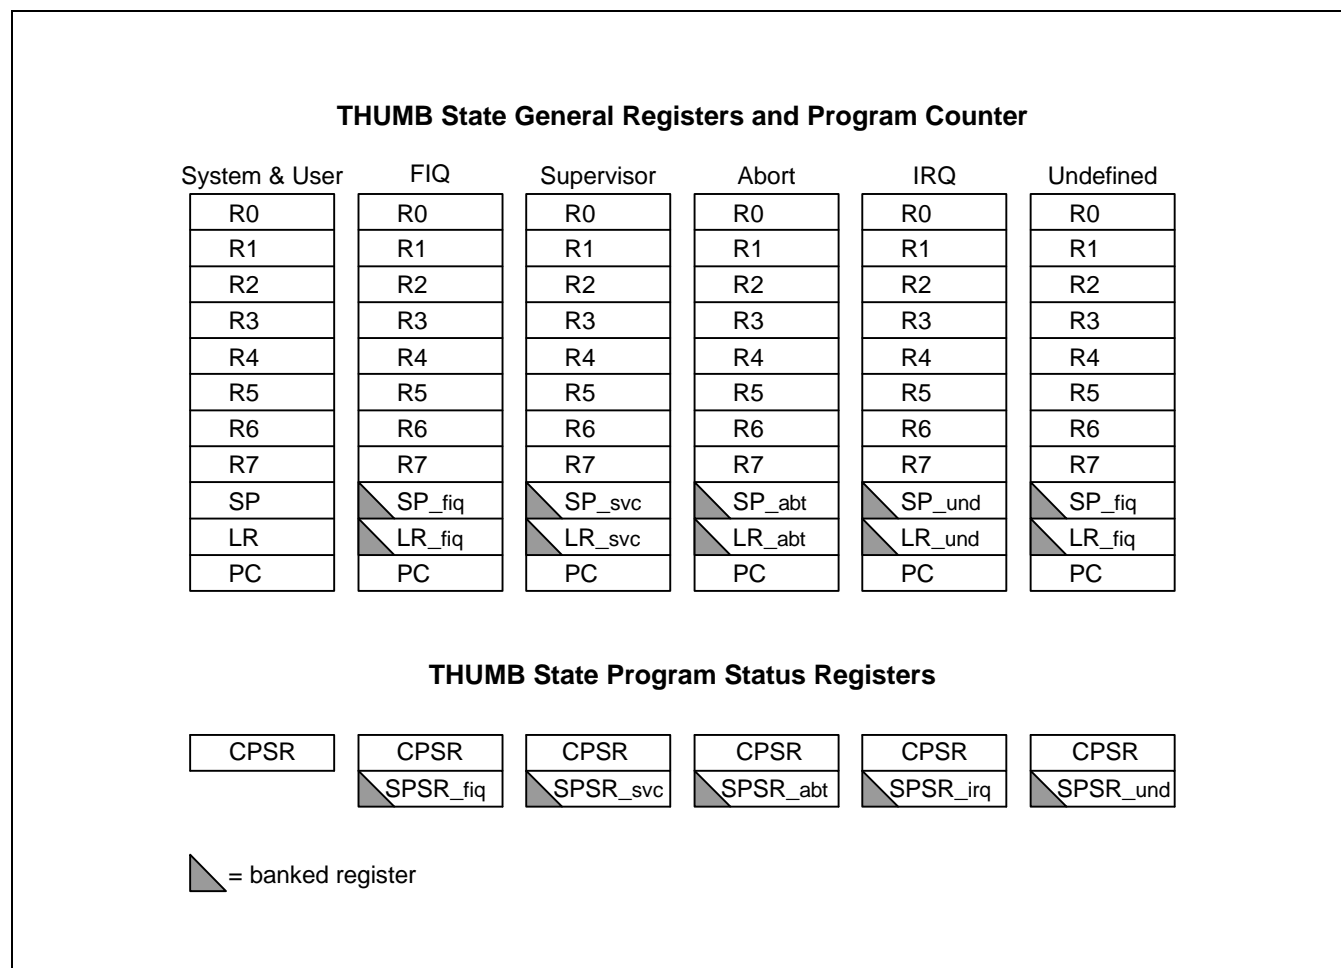 THUMB State General Registers and Program Counter
System & User FIQ Supervisor Abort IRQ Undefined
R0 R0 R0 R0 R0 R0
R1 R1 R1 R1 R1 R1
R2 R2 R2 R2 R2 R2
R3 R3 R3 R3 R3 R3
R4 R4 R4 R4 R4 R4
R5 R5 R5 R5 R5 R5
R6 R6 R6 R6 R6 R6
R7 R7 R7 R7 R7 R7
SP SP_fiq SP_svc SP_abt SP_und SP_fiq
LR LR_fiq LR_svc LR_abt LR_und LR_fiq
PC PC PC PC PC PC
THUMB State Program Status Registers
CPSR CPSR CPSR CPSR CPSR CPSR
SPSR_fiq SPSR_svc SPSR_abt SPSR_irq SPSR_und
= banked register